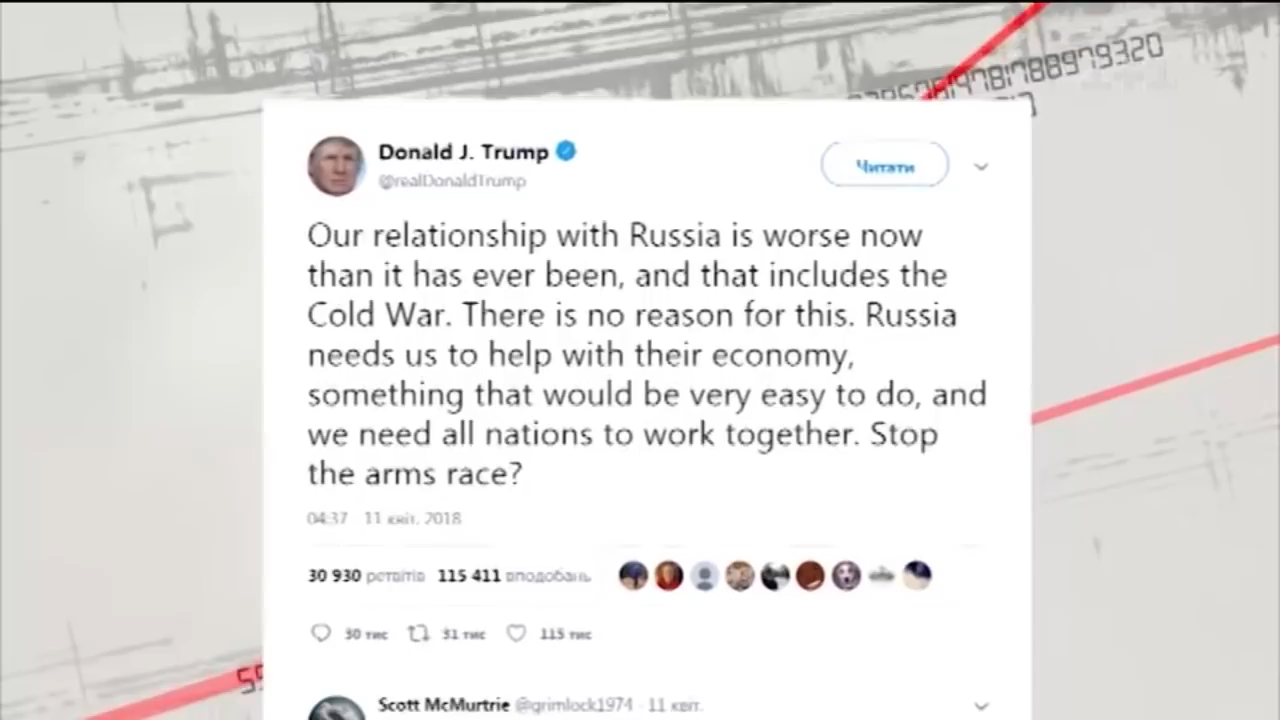 Donald J. Trump
@realDonaldTrump
Читати
Our relationship with Russia is worse now
than it has ever been, and that includes the
Cold War. There is no reason for this. Russia
needs us to help with their economy,
something that would be very easy to do, and
we need all nations to work together. Stop
the arms race?
04:37 · 11 квіт. 2018
30 930 ретвітів 115 411 вподобань
30 тис 31 тис 115 тис
Scott McMurtrie @grimlock1974 · 11 квіт.